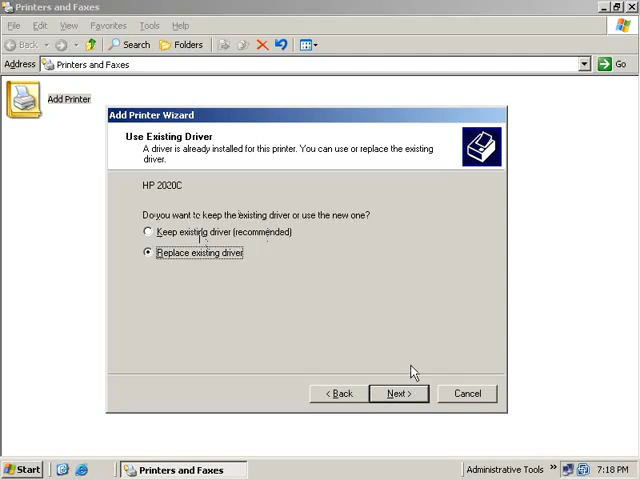 Printers and Faxes
File Edit View Favorites Tools Help
Back Search Folders
Address Printers and Faxes Go
Add Printer
Add Printer Wizard
Use Existing Driver
A driver is already installed for this printer. You can use or replace the existing
driver.
HP 2020C
Do you want to keep the existing driver or use the new one?
Keep existing driver (recommended)
Replace existing driver
< Back Next > Cancel
Start Printers and Faxes Administrative Tools » 7:18 PM